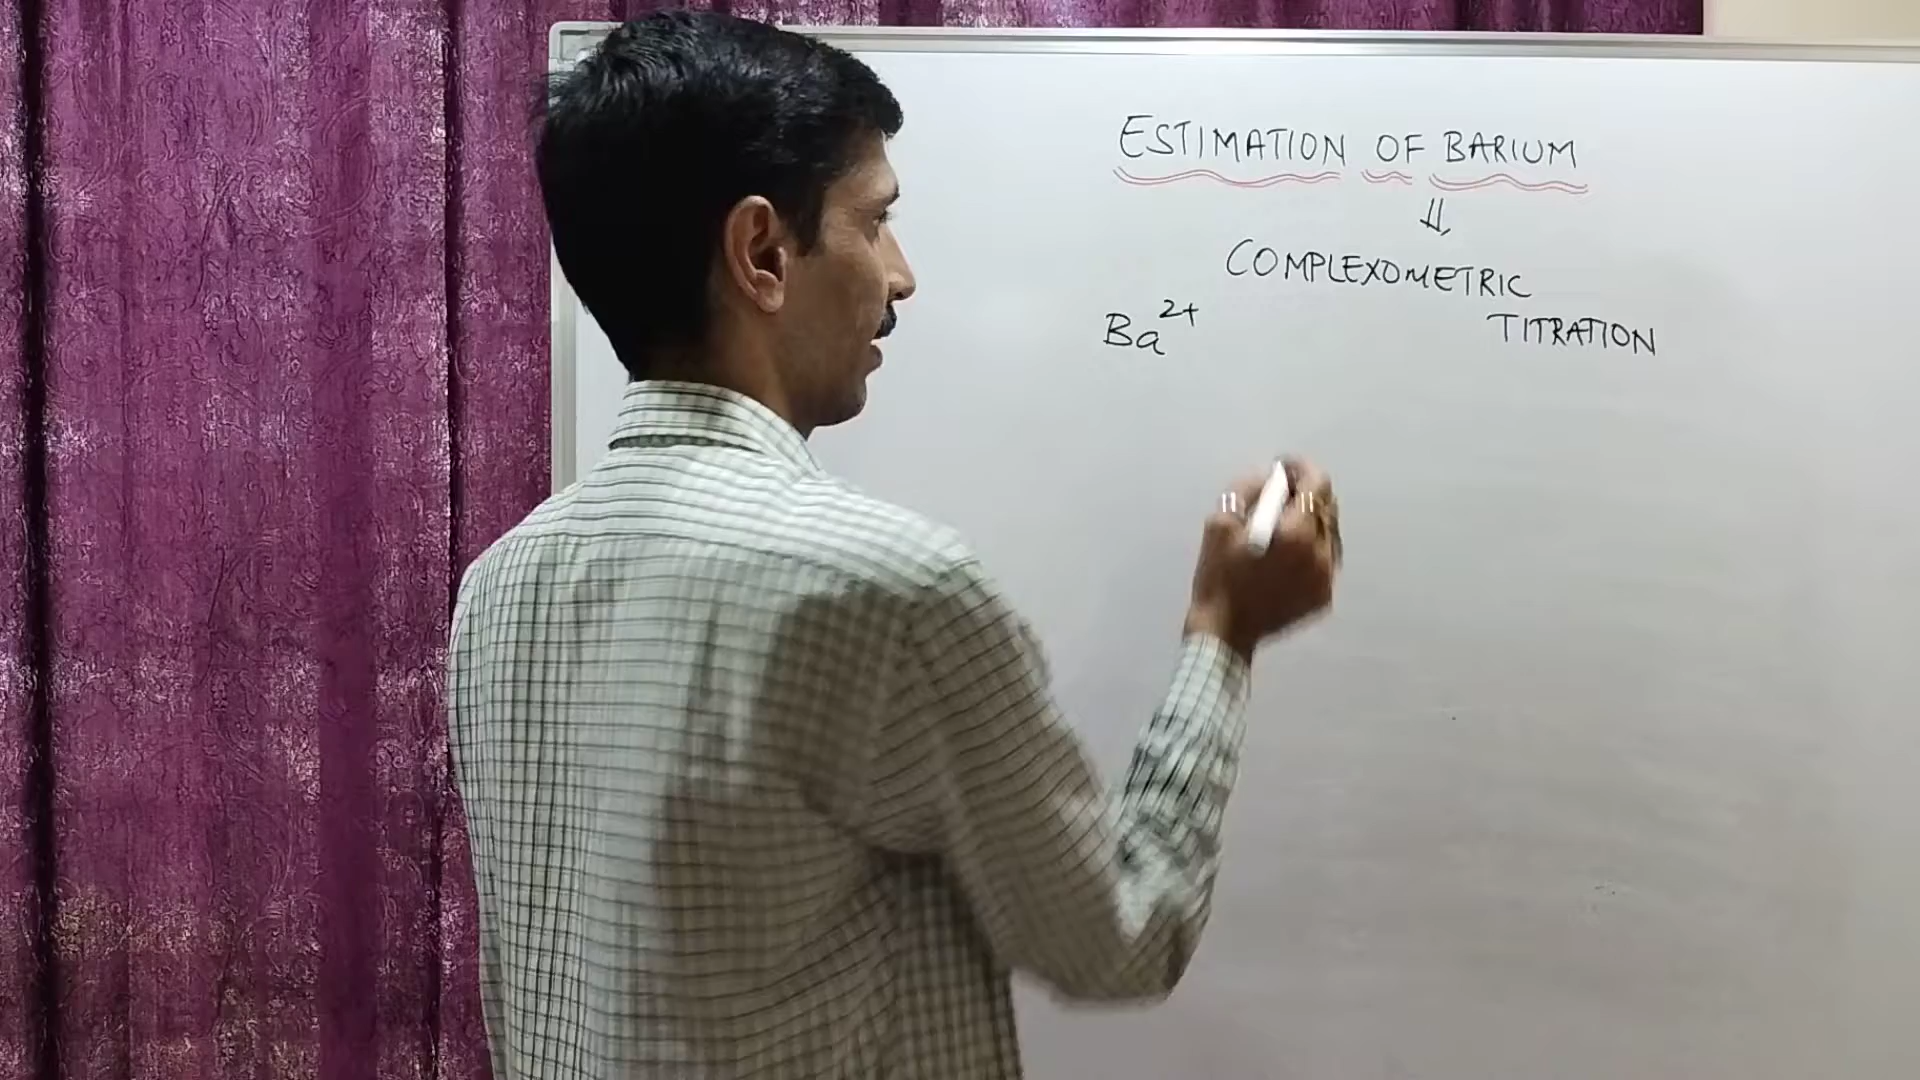 ESTIMATION OF BARIUM
⇓
COMPLEXOMETRIC
Ba²⁺ TITRATION